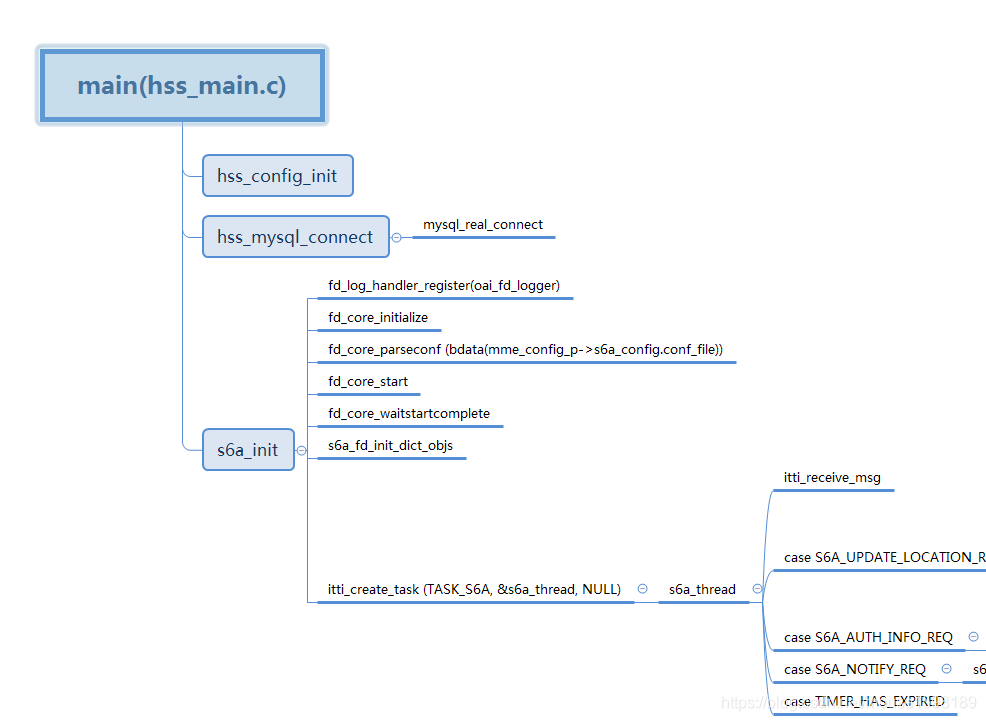 main(hss_main.c)
hss_config_init
hss_mysql_connect
mysql_real_connect
fd_log_handler_register(oai_fd_logger)
fd_core_initialize
fd_core_parseconf (bdata(mme_config_p->s6a_config.conf_file))
fd_core_start
fd_core_waitstartcomplete
s6a_fd_init_dict_objs
s6a_init
itti_create_task (TASK_S6A, &s6a_thread, NULL)
s6a_thread
itti_receive_msg
case S6A_UPDATE_LOCATION_R
case S6A_AUTH_INFO_REQ
case S6A_NOTIFY_REQ
s6
case TIMER_HAS_EXPIRED